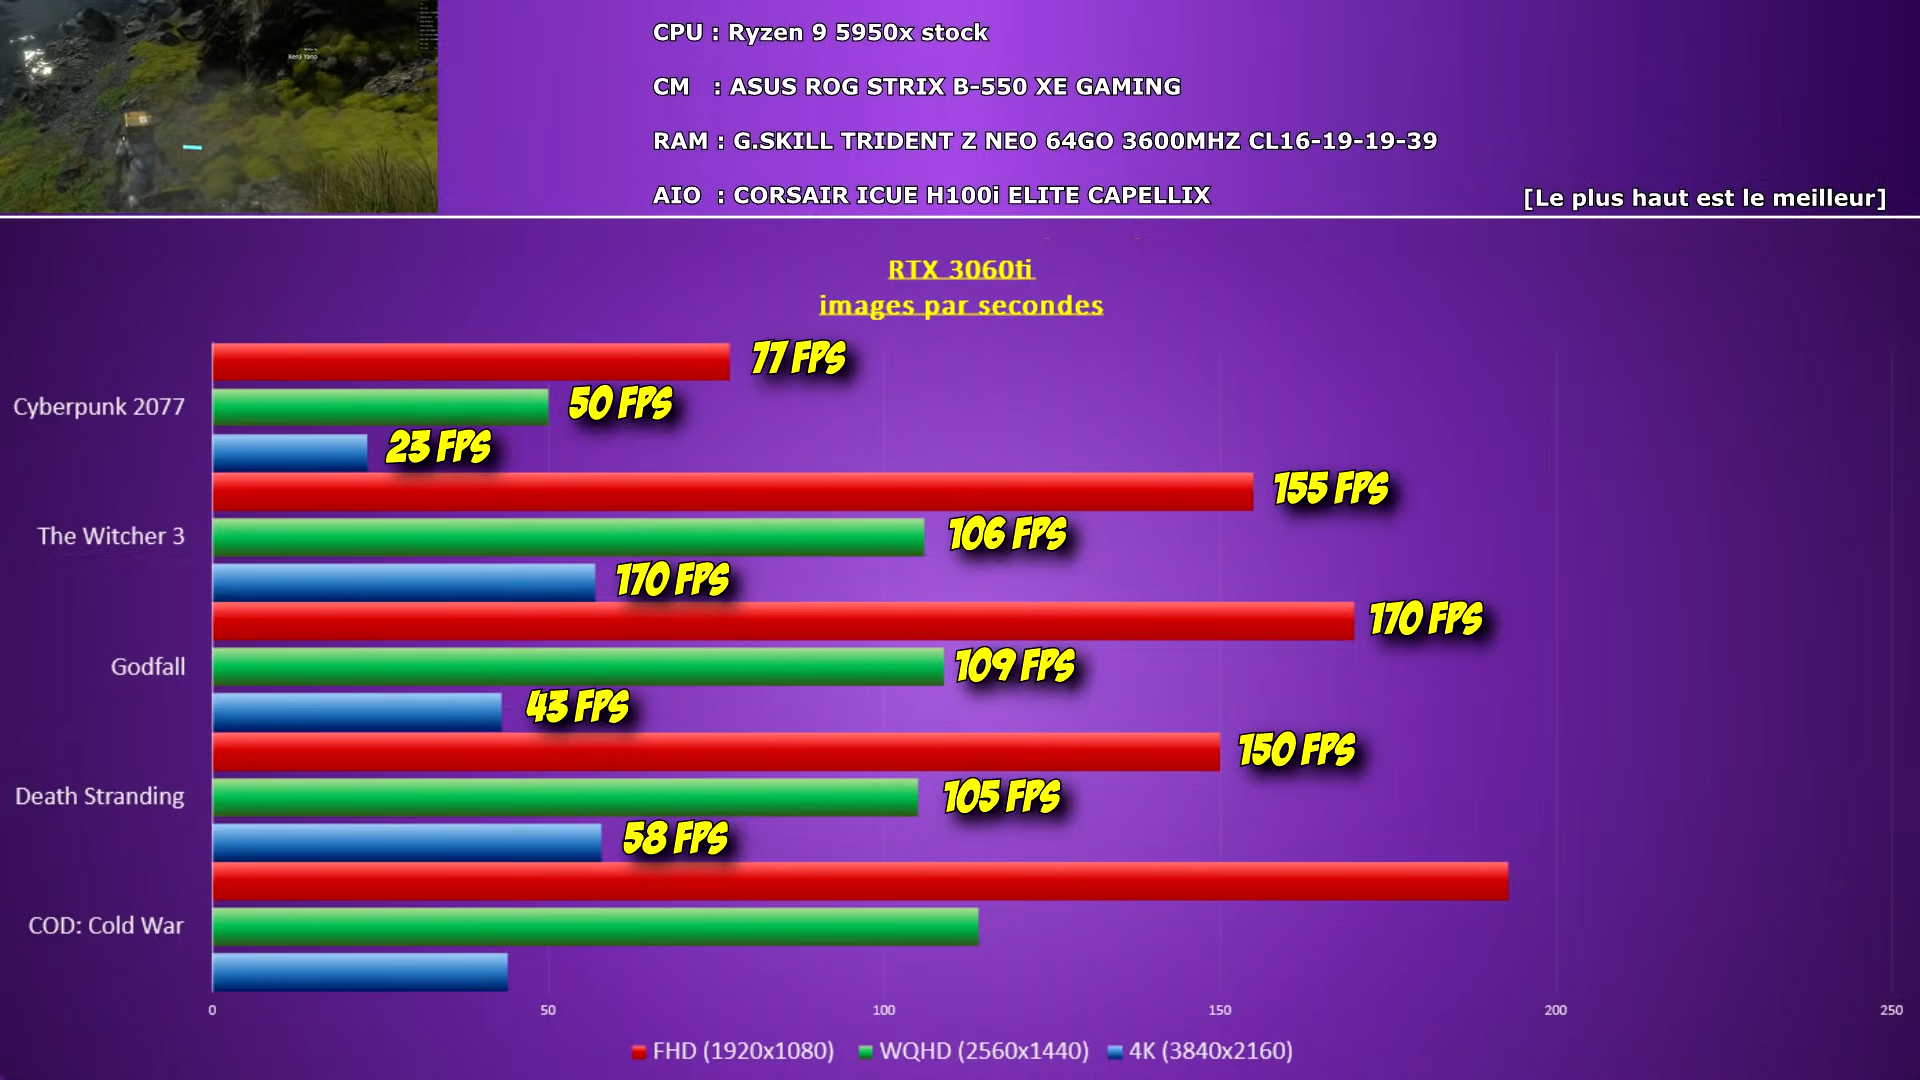 Kenji Yano
CPU : Ryzen 9 5950x stock
CM : ASUS ROG STRIX B-550 XE GAMING
RAM : G.SKILL TRIDENT Z NEO 64GO 3600MHZ CL16-19-19-39
AIO : CORSAIR ICUE H100i ELITE CAPELLIX
[Le plus haut est le meilleur]
RTX 3060ti
images par secondes
77 FPS
Cyberpunk 2077
50 FPS
23 FPS
155 FPS
The Witcher 3
106 FPS
170 FPS
170 FPS
Godfall
109 FPS
43 FPS
150 FPS
Death Stranding
105 FPS
58 FPS
COD: Cold War
0 50 100 150 200 250
FHD (1920x1080) WQHD (2560x1440) 4K (3840x2160)